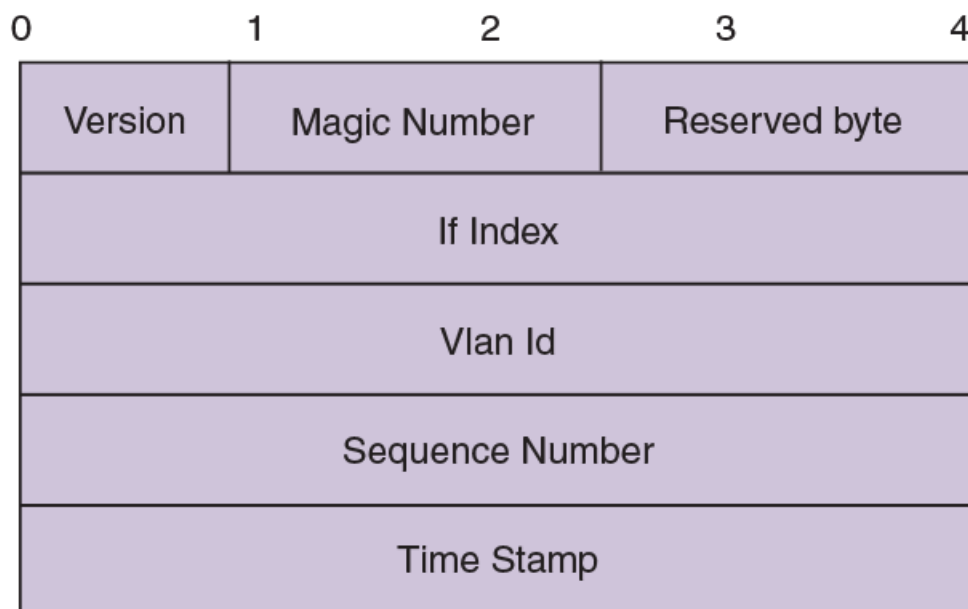 0 1 2 3 4
Version Magic Number Reserved byte
If Index
Vlan Id
Sequence Number
Time Stamp